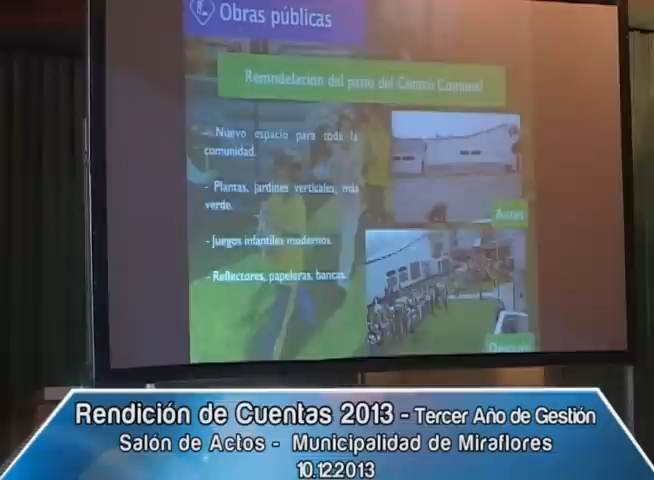 Obras públicas
Remodelacion del patio del Centro Comunal
- Nuevo espacio para toda la
comunidad.
- Plantas, jardines verticales, más
verde.
- Juegos infantiles modernos.
- Reflectores, papeleras, bancas.
Antes
Después
Rendición de Cuentas 2013 - Tercer Año de Gestión
Salón de Actos - Municipalidad de Miraflores
10.12.2013